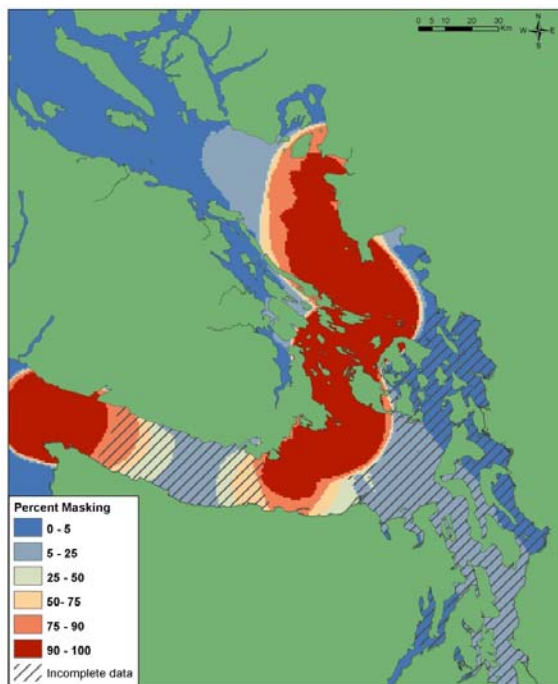 0 5 10 20 30
Km
N
W E
S
Percent Masking
0 - 5
5 - 25
25 - 50
50- 75
75 - 90
90 - 100
Incomplete data